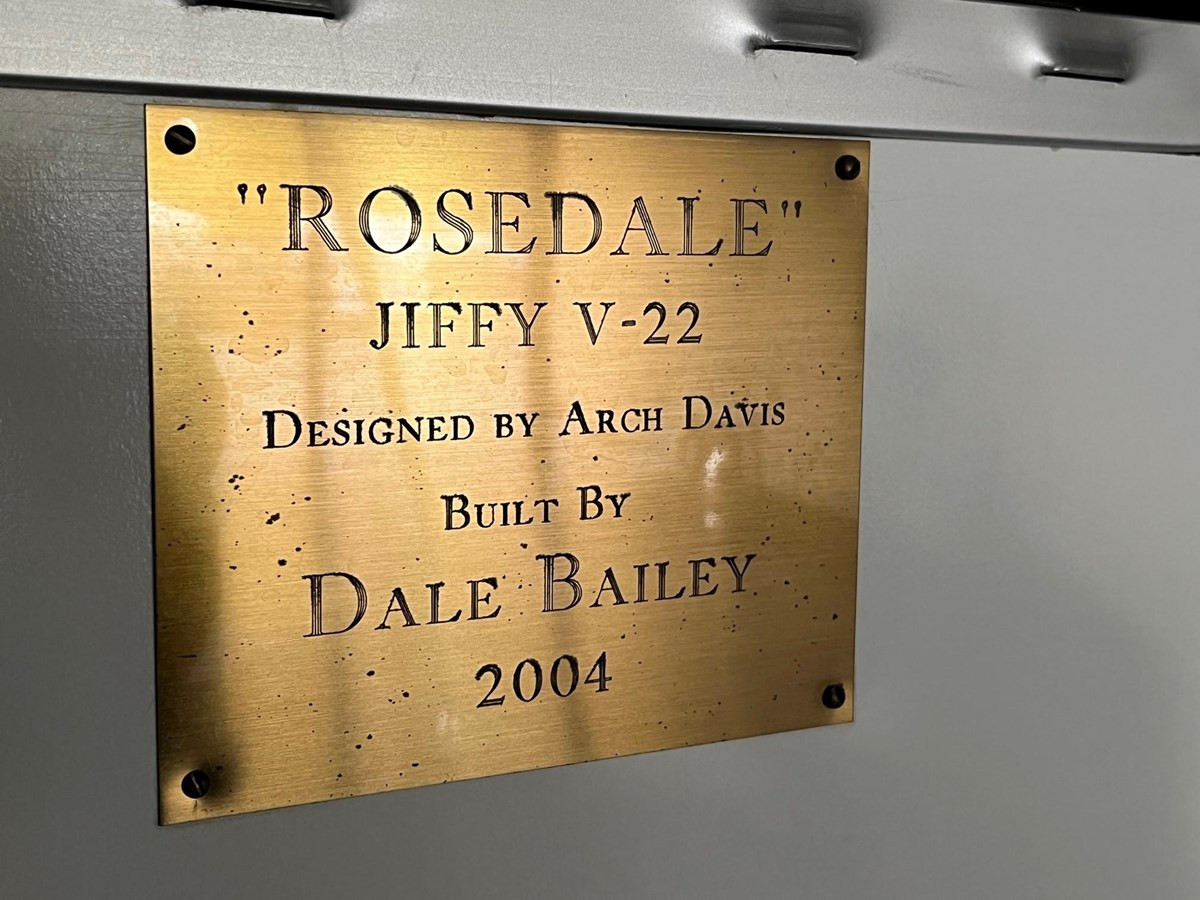 "ROSEDALE"
JIFFY V-22
DESIGNED BY ARCH DAVIS
BUILT BY
DALE BAILEY
2004